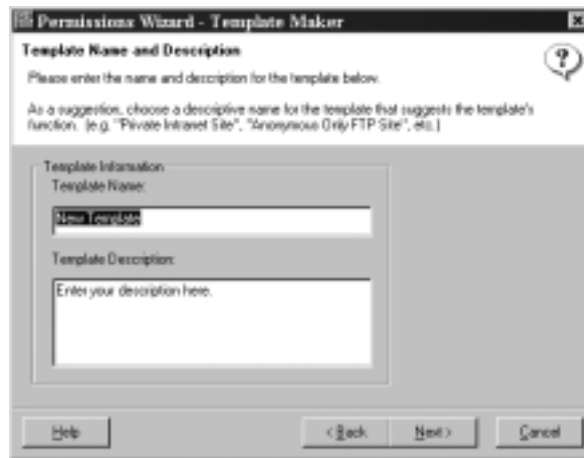 Permissions Wizard - Template Maker
Template Name and Description
Please enter the name and description for the template below.
As a suggestion, choose a descriptive name for the template that suggests the template's
function. (e.g. "Private Intranet Site", "Anonymous Only FTP Site", etc.)
Template Information
Template Name:
New Template
Template Description:
Enter your description here.
Help
< Back
Next >
Cancel